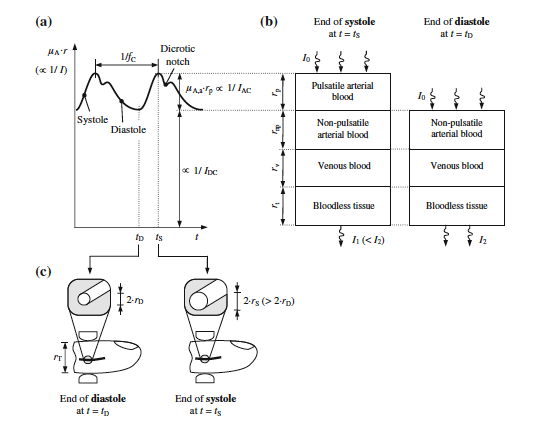 (a)
μA·r
(∝ 1/ I)
1/fC
Dicrotic
notch
μA,a·rp ∝ 1/ IAC
Systole
Diastole
∝ 1/ IDC
tD
tS
t
(b)
End of systole
at t = tS
End of diastole
at t = tD
I0
I0
Pulsatile arterial
blood
Non-pulsatile
arterial blood
Non-pulsatile
arterial blood
Venous blood
Venous blood
Bloodless tissue
Bloodless tissue
rp
rnp
rv
rt
I1 (< I2)
I2
(c)
2·rD
2·rS (> 2·rD)
rT
End of diastole
at t = tD
End of systole
at t = tS